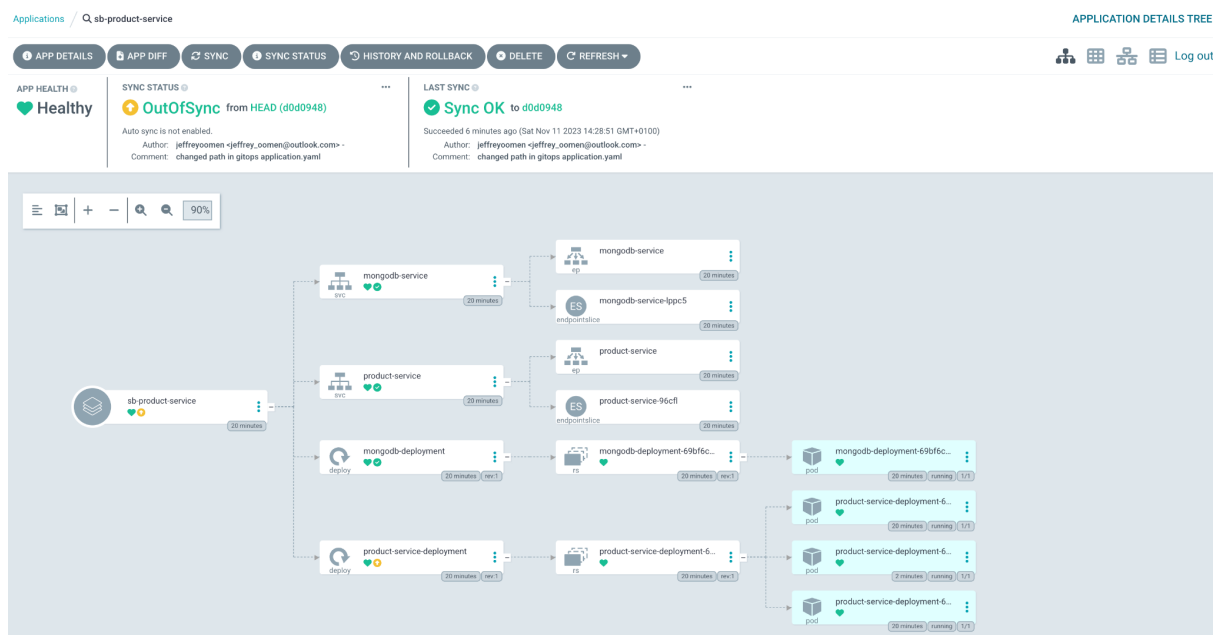 Applications / sb-product-service
APPLICATION DETAILS TREE
APP DETAILS APP DIFF SYNC SYNC STATUS HISTORY AND ROLLBACK DELETE REFRESH
Log out
APP HEALTH
Healthy
SYNC STATUS
OutOfSync from HEAD (d0d0948)
Auto sync is not enabled.
Author: jeffreyoomen <jeffrey_oomen@outlook.com> -
Comment: changed path in gitops application.yaml
LAST SYNC
Sync OK to d0d0948
Succeeded 6 minutes ago (Sat Nov 11 2023 14:28:51 GMT+0100)
Author: jeffreyoomen <jeffrey_oomen@outlook.com> -
Comment: changed path in gitops application.yaml
90%
sb-product-service
20 minutes
mongodb-service
svc
20 minutes
product-service
svc
20 minutes
mongodb-deployment
deploy
20 minutes rev:1
product-service-deployment
deploy
20 minutes rev:1
mongodb-service
ep
20 minutes
ES
mongodb-service-lppc5
endpointslice
20 minutes
product-service
ep
20 minutes
ES
product-service-96cfl
endpointslice
20 minutes
mongodb-deployment-69bf6c...
rs
20 minutes rev:1
product-service-deployment-6...
rs
20 minutes rev:1
mongodb-deployment-69bf6c...
pod
20 minutes running 1/1
product-service-deployment-6...
pod
20 minutes running 1/1
product-service-deployment-6...
pod
2 minutes running 1/1
product-service-deployment-6...
pod
20 minutes running 1/1